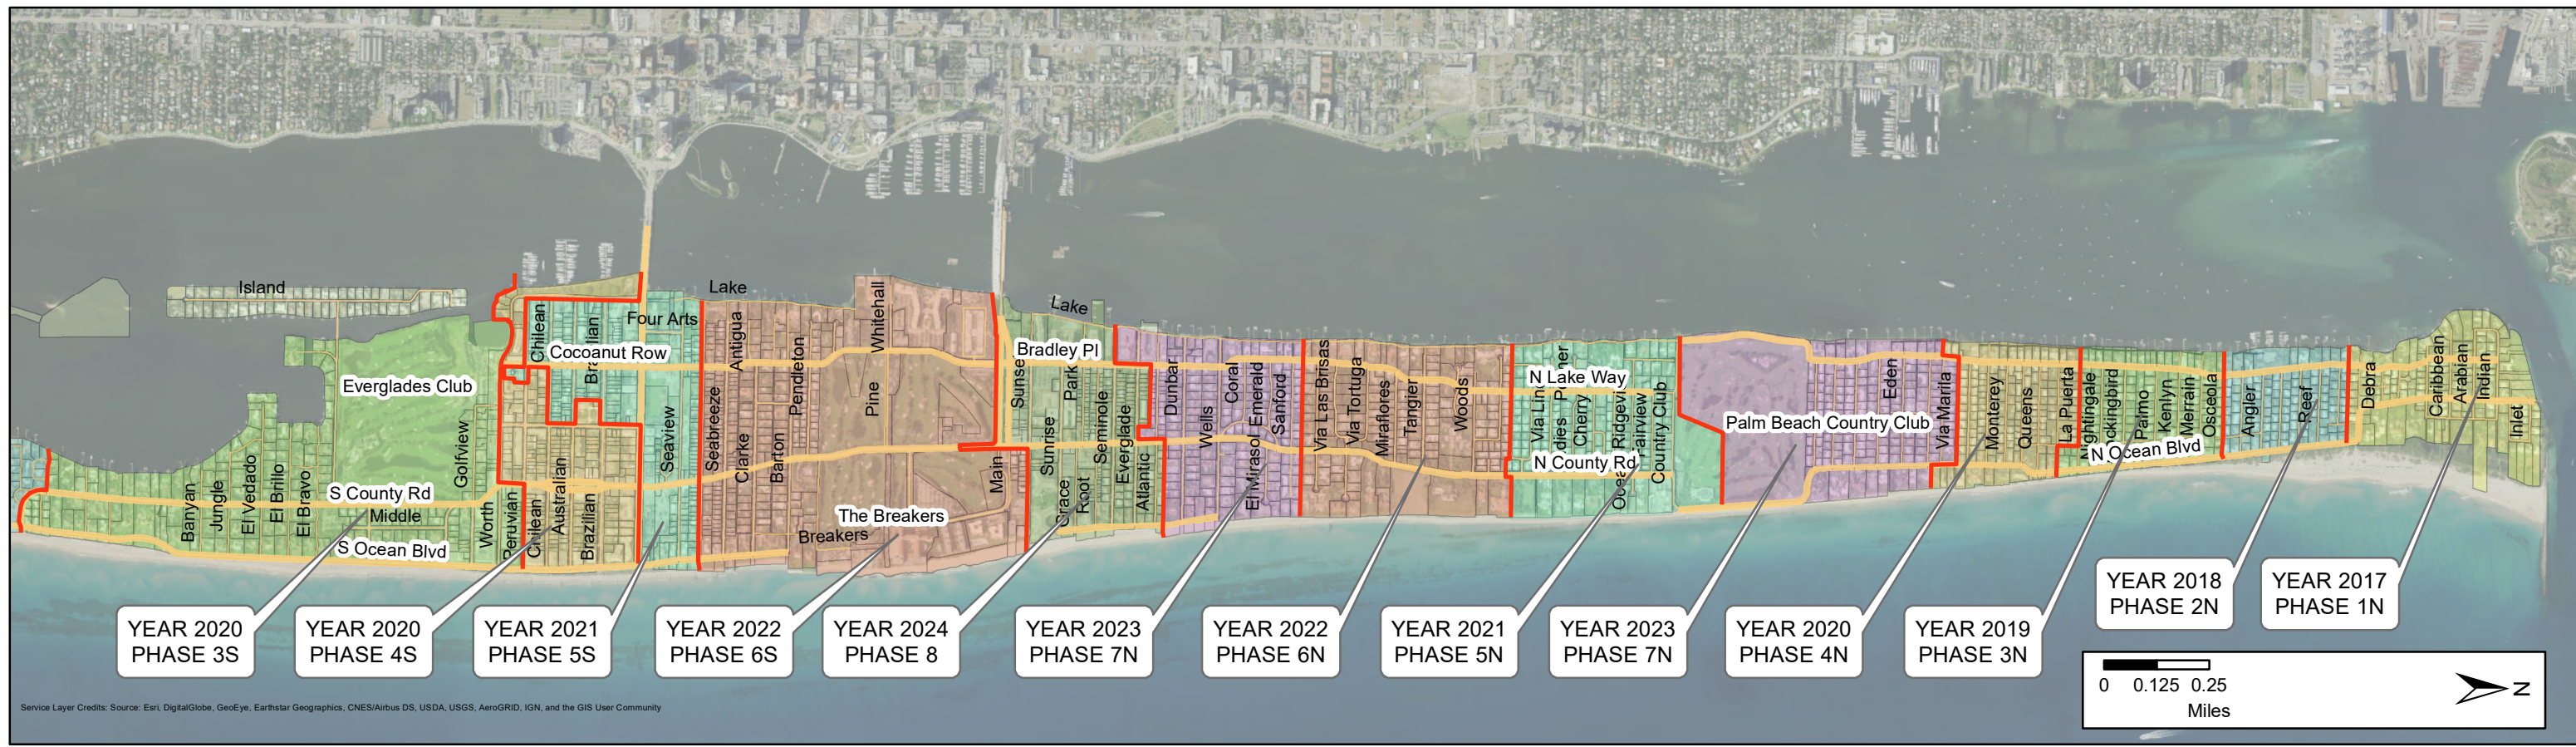 Island
Lake
Lake
Four Arts
Cocoanut Row
Bradley Pl
Everglades Club
Golfview
Worth
Peruvian
Chilean
Chilean
Australian
Brazilian
Seaview
Banyan
Jungle
El Vedado
El Brillo
El Bravo
S County Rd
Middle
S Ocean Blvd
Seabreeze
Antigua
Clarke
Barton
Pendleton
Pine
Whitehall
The Breakers
Breakers
Main
Sunset
Sunrise
Park
Grace
Root
Seminole
Everglade
Atlantic
Dunbar
Wells
Coral
El Mirasol
Emerald
Sanford
Via Las Brisas
Via Tortuga
Miraflores
Tangier
Woods
N Lake Way
Cherry
Fairview
Country Club
N County Rd
Palm Beach Country Club
Eden
Via Marila
Monterey
Queens
La Puerta
Nightingale
Palmo
Kenlyn
Merrain
Osceola
N Ocean Blvd
Angler
Reef
Debra
Caribbean
Arabian
Indian
Inlet
YEAR 2020
PHASE 3S
YEAR 2020
PHASE 4S
YEAR 2021
PHASE 5S
YEAR 2022
PHASE 6S
YEAR 2024
PHASE 8
YEAR 2023
PHASE 7N
YEAR 2022
PHASE 6N
YEAR 2021
PHASE 5N
YEAR 2023
PHASE 7N
YEAR 2020
PHASE 4N
YEAR 2019
PHASE 3N
YEAR 2018
PHASE 2N
YEAR 2017
PHASE 1N
0 0.125 0.25
Miles
N
Service Layer Credits: Source: Esri, DigitalGlobe, GeoEye, Earthstar Geographics, CNES/Airbus DS, USDA, USGS, AeroGRID, IGN, and the GIS User Community